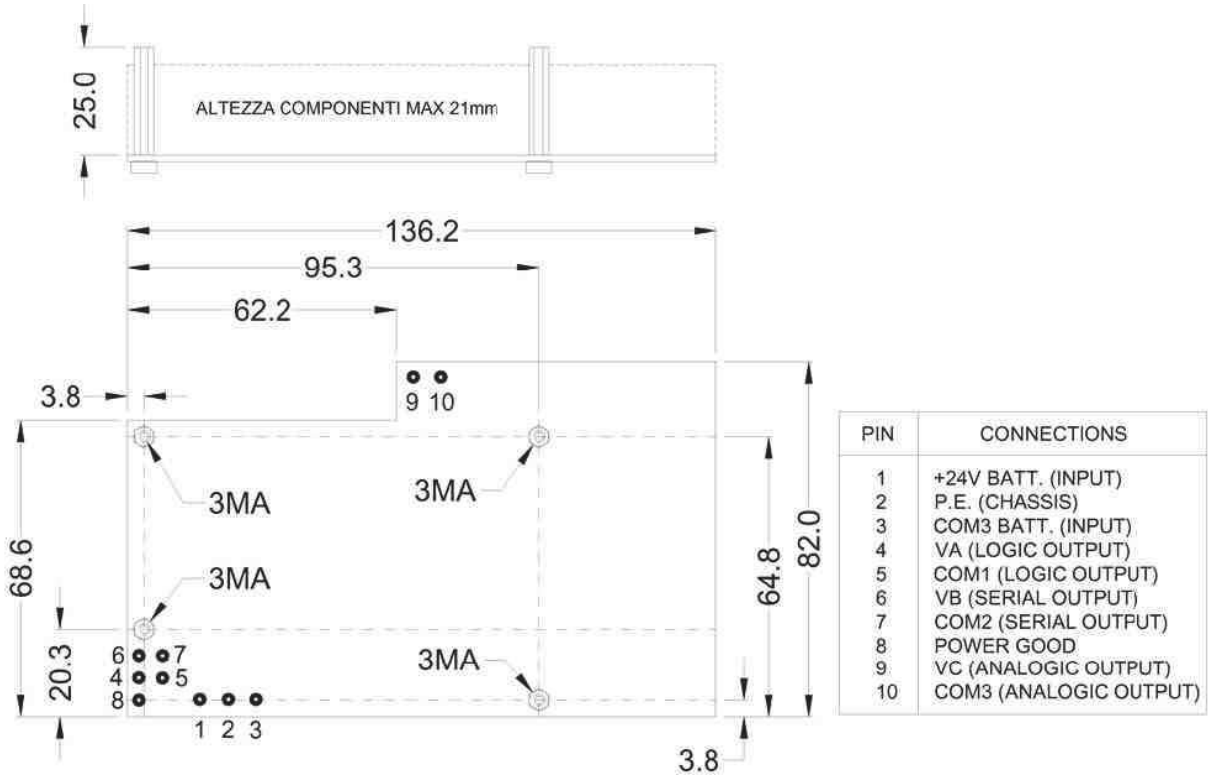 25.0
ALTEZZA COMPONENTI MAX 21mm
136.2
95.3
62.2
3.8
9 10
3MA
3MA
68.6
3MA
64.8
82.0
20.3
6 7
4 5
8
3MA
1 2 3
3.8
PIN CONNECTIONS
1 +24V BATT. (INPUT)
2 P.E. (CHASSIS)
3 COM3 BATT. (INPUT)
4 VA (LOGIC OUTPUT)
5 COM1 (LOGIC OUTPUT)
6 VB (SERIAL OUTPUT)
7 COM2 (SERIAL OUTPUT)
8 POWER GOOD
9 VC (ANALOGIC OUTPUT)
10 COM3 (ANALOGIC OUTPUT)